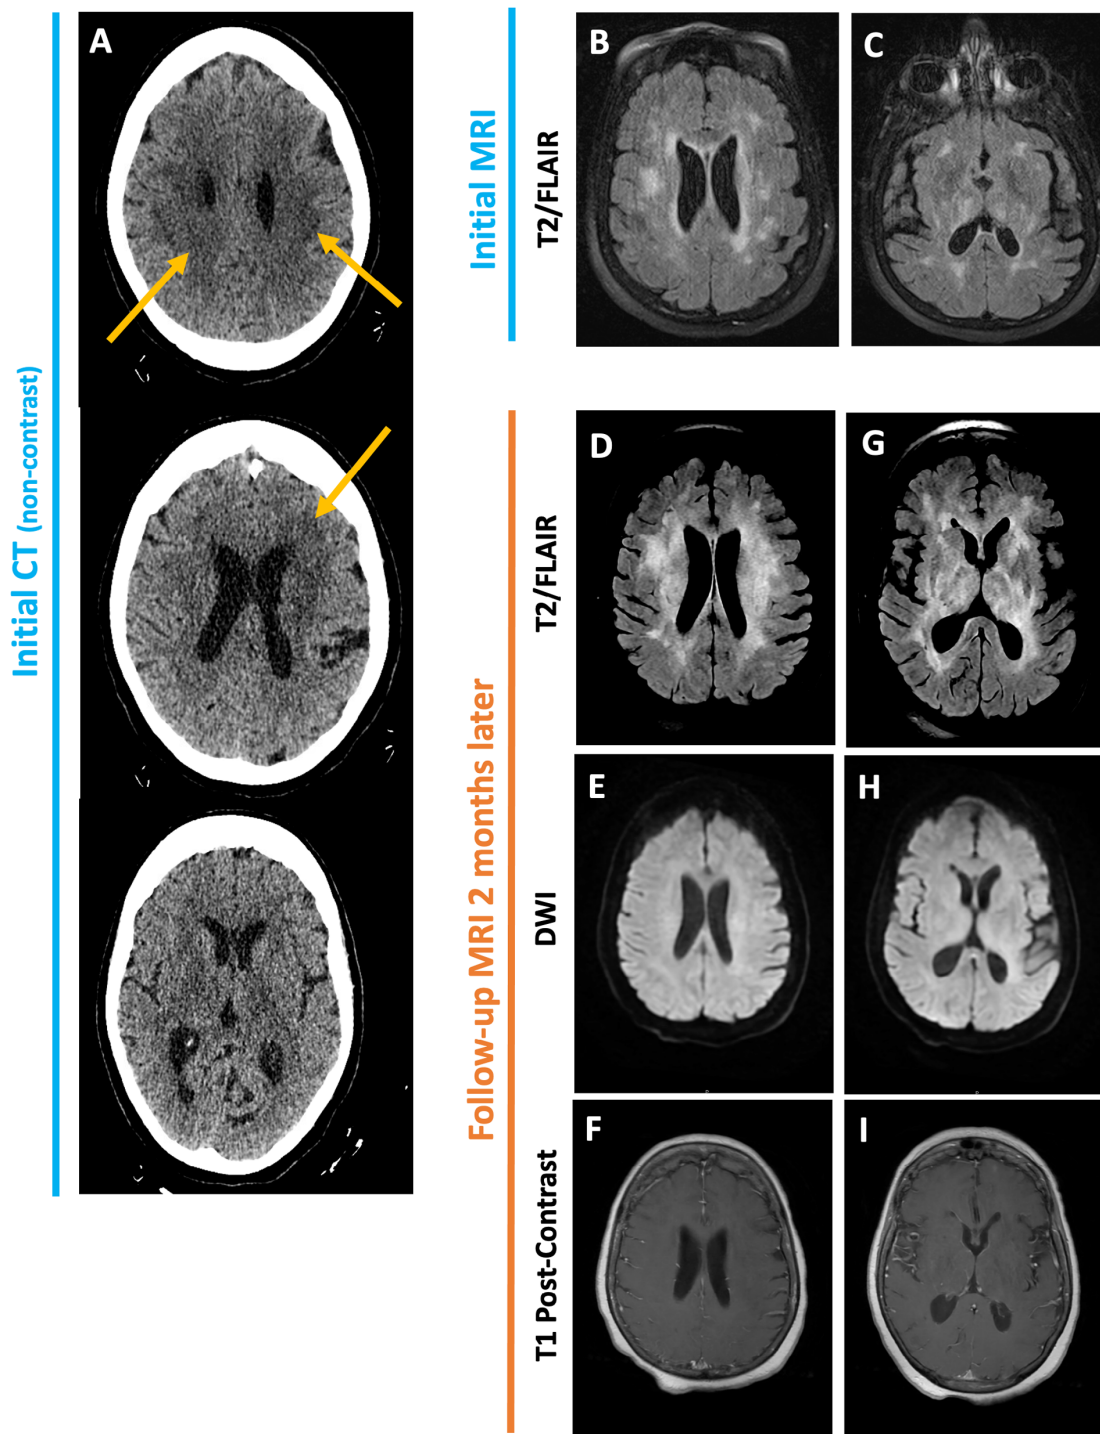 Initial CT (non-contrast)
A
Initial MRI
T2/FLAIR
B
C
Follow-up MRI 2 months later
T2/FLAIR
D
G
DWI
E
H
T1 Post-Contrast
F
I